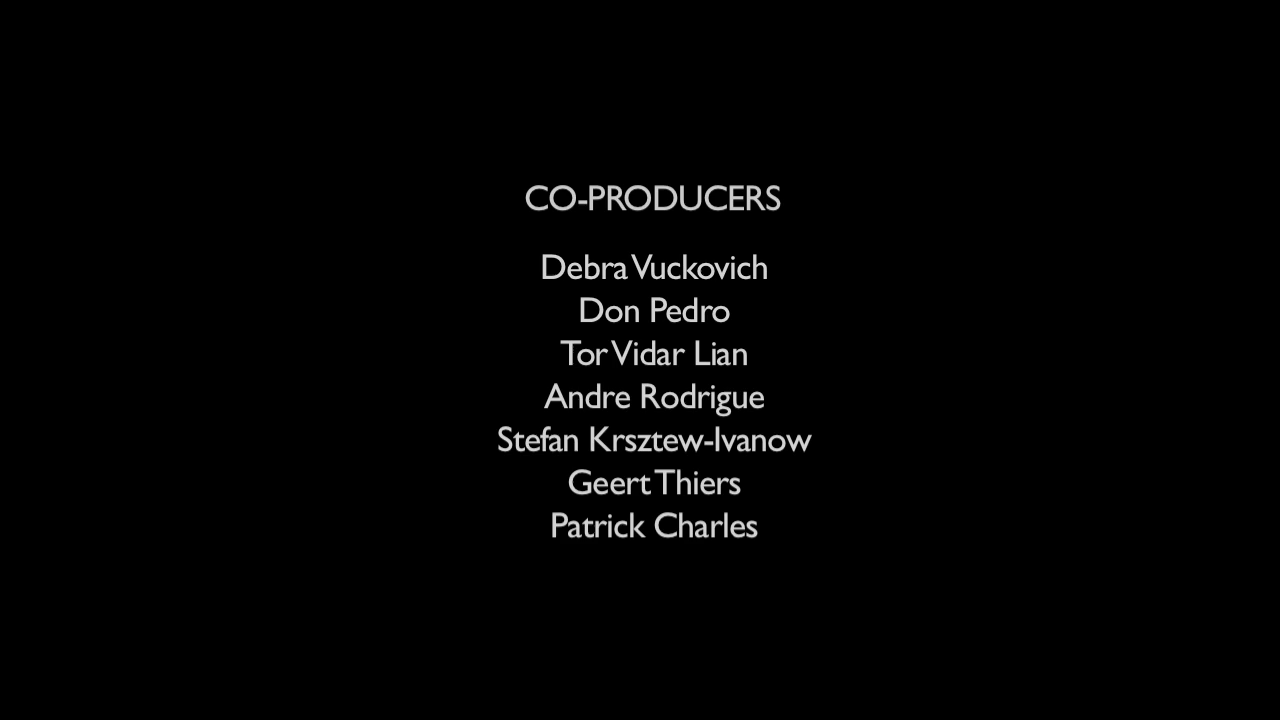 CO-PRODUCERS
Debra Vuckovich
Don Pedro
Tor Vidar Lian
Andre Rodrigue
Stefan Krsztew-Ivanow
Geert Thiers
Patrick Charles